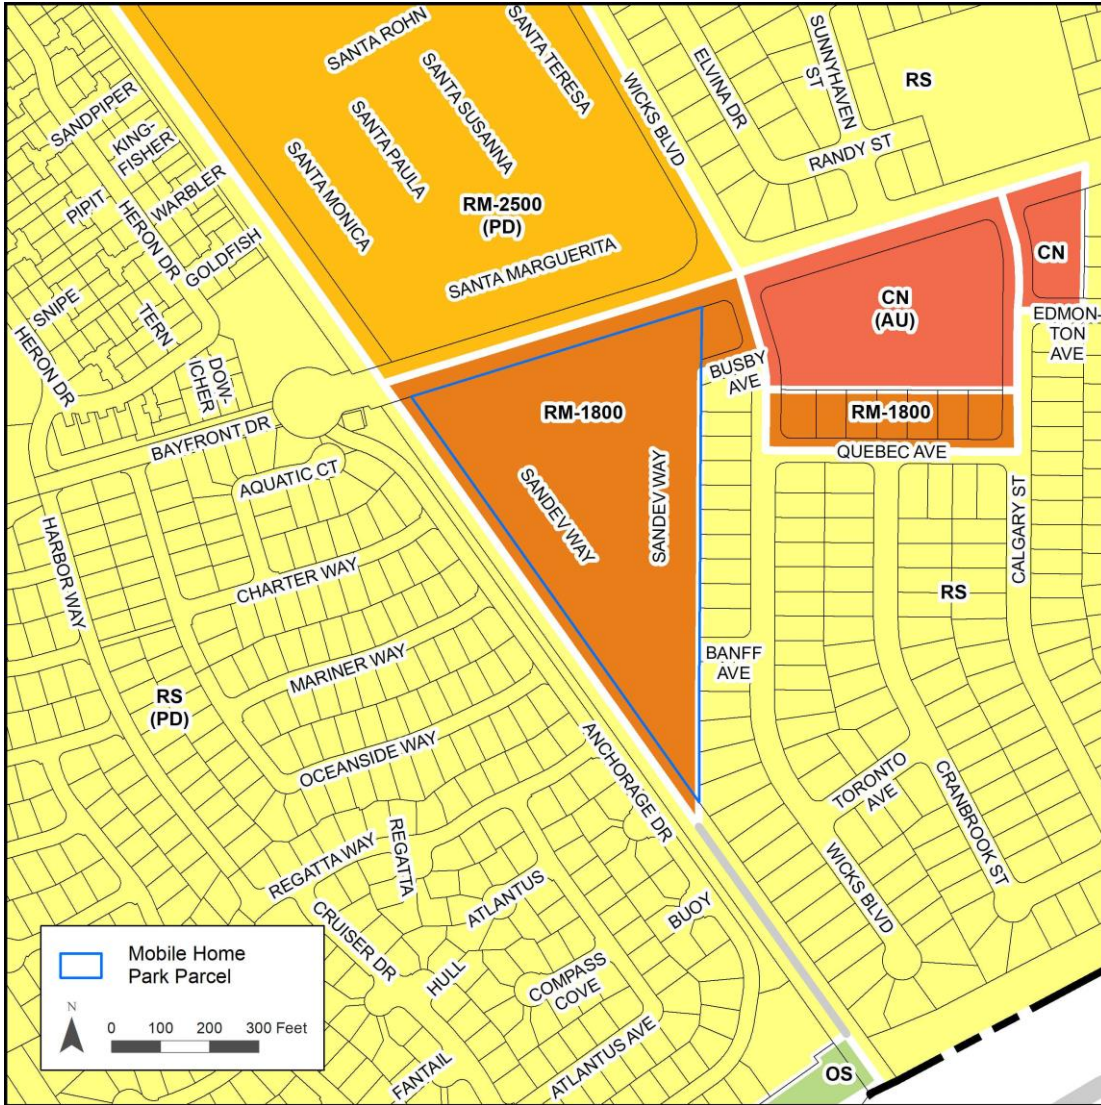 SANTA ROHN
SANTA TERESA
SANTA SUSANNA
SANTA PAULA
SANTA MONICA
RM-2500
(PD)
SANTA MARGUERITA
WICKS BLVD
ELVINA DR
SUNNYHAVEN
ST
RS
RANDY ST
SANDPIPER
KING-
FISHER
WARBLER
PIPIT
HERON DR
GOLDFISH
SNIPE
TERN
HERON DR
DOW-
ICHER
BAYFRONT DR
AQUATIC CT
CN
(AU)
CN
EDMON-
TON
AVE
BUSBY
AVE
RM-1800
RM-1800
QUEBEC AVE
SANDEV WAY
SANDEV WAY
CALGARY ST
HARBOR WAY
CHARTER WAY
RS
MARINER WAY
BANFF
AVE
RS
(PD)
OCEANSIDE WAY
ANCHORAGE DR
TORONTO
AVE
CRANBROOK ST
REGATTA WAY
REGATTA
WICKS BLVD
ATLANTUS
BUOY
CRUISER DR
HULL
COMPASS
COVE
ATLANTUS AVE
FANTAIL
OS
Mobile Home
Park Parcel
N
0 100 200 300 Feet